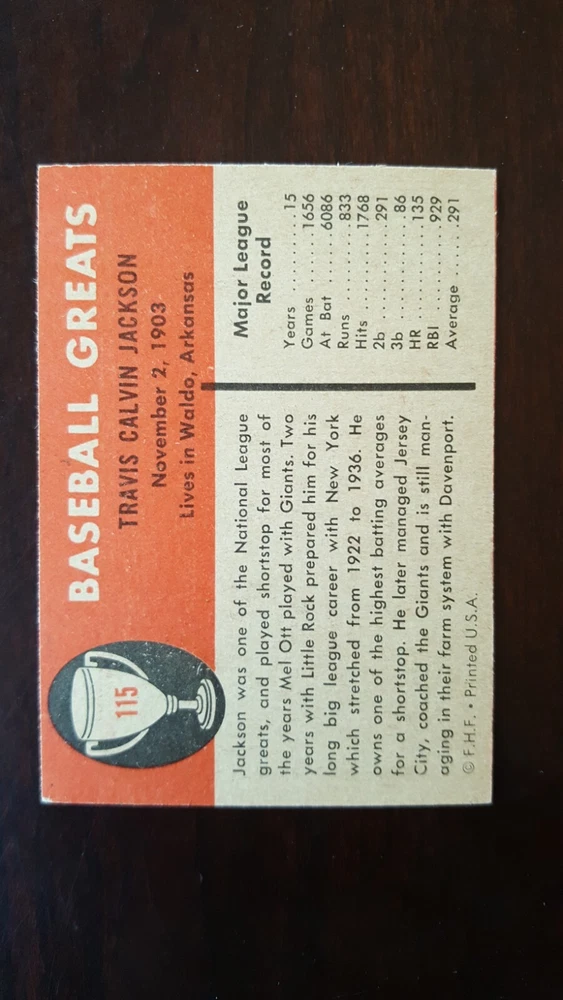 115
BASEBALL GREATS
TRAVIS CALVIN JACKSON
November 2, 1903
Lives in Waldo, Arkansas
Jackson was one of the National League
greats, and played shortstop for most of
the years Mel Ott played with Giants. Two
years with Little Rock prepared him for his
long big league career with New York
which stretched from 1922 to 1936. He
owns one of the highest batting averages
for a shortstop. He later managed Jersey
City, coached the Giants and is still man-
aging in their farm system with Davenport.
© F.H.F. • Printed U.S.A.
Major League
Record
Years ..........15
Games .......1656
At Bat .......6086
Runs ..........833
Hits ..........1768
2b ............291
3b .............86
HR ............135
RBI ...........929
Average ......291